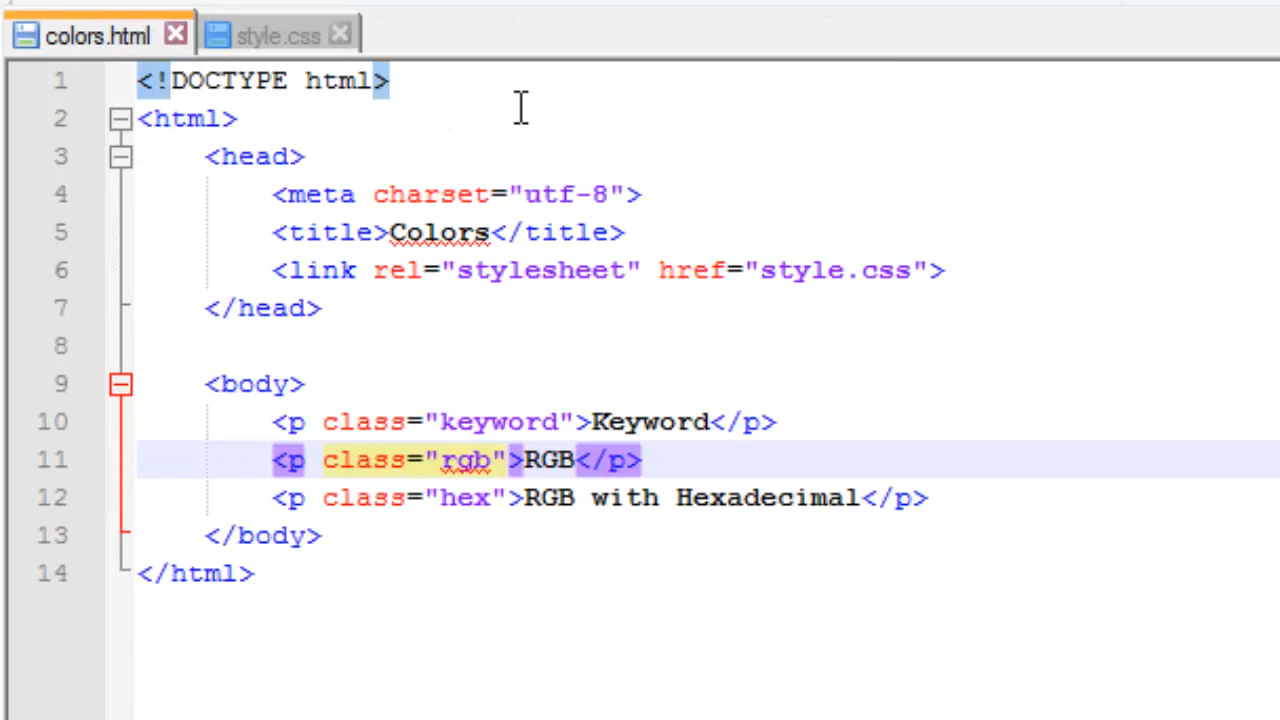 colors.html style.css
1 <!DOCTYPE html>
2 <html>
3 <head>
4 <meta charset="utf-8">
5 <title>Colors</title>
6 <link rel="stylesheet" href="style.css">
7 </head>
8
9 <body>
10 <p class="keyword">Keyword</p>
11 <p class="rgb">RGB</p>
12 <p class="hex">RGB with Hexadecimal</p>
13 </body>
14 </html>